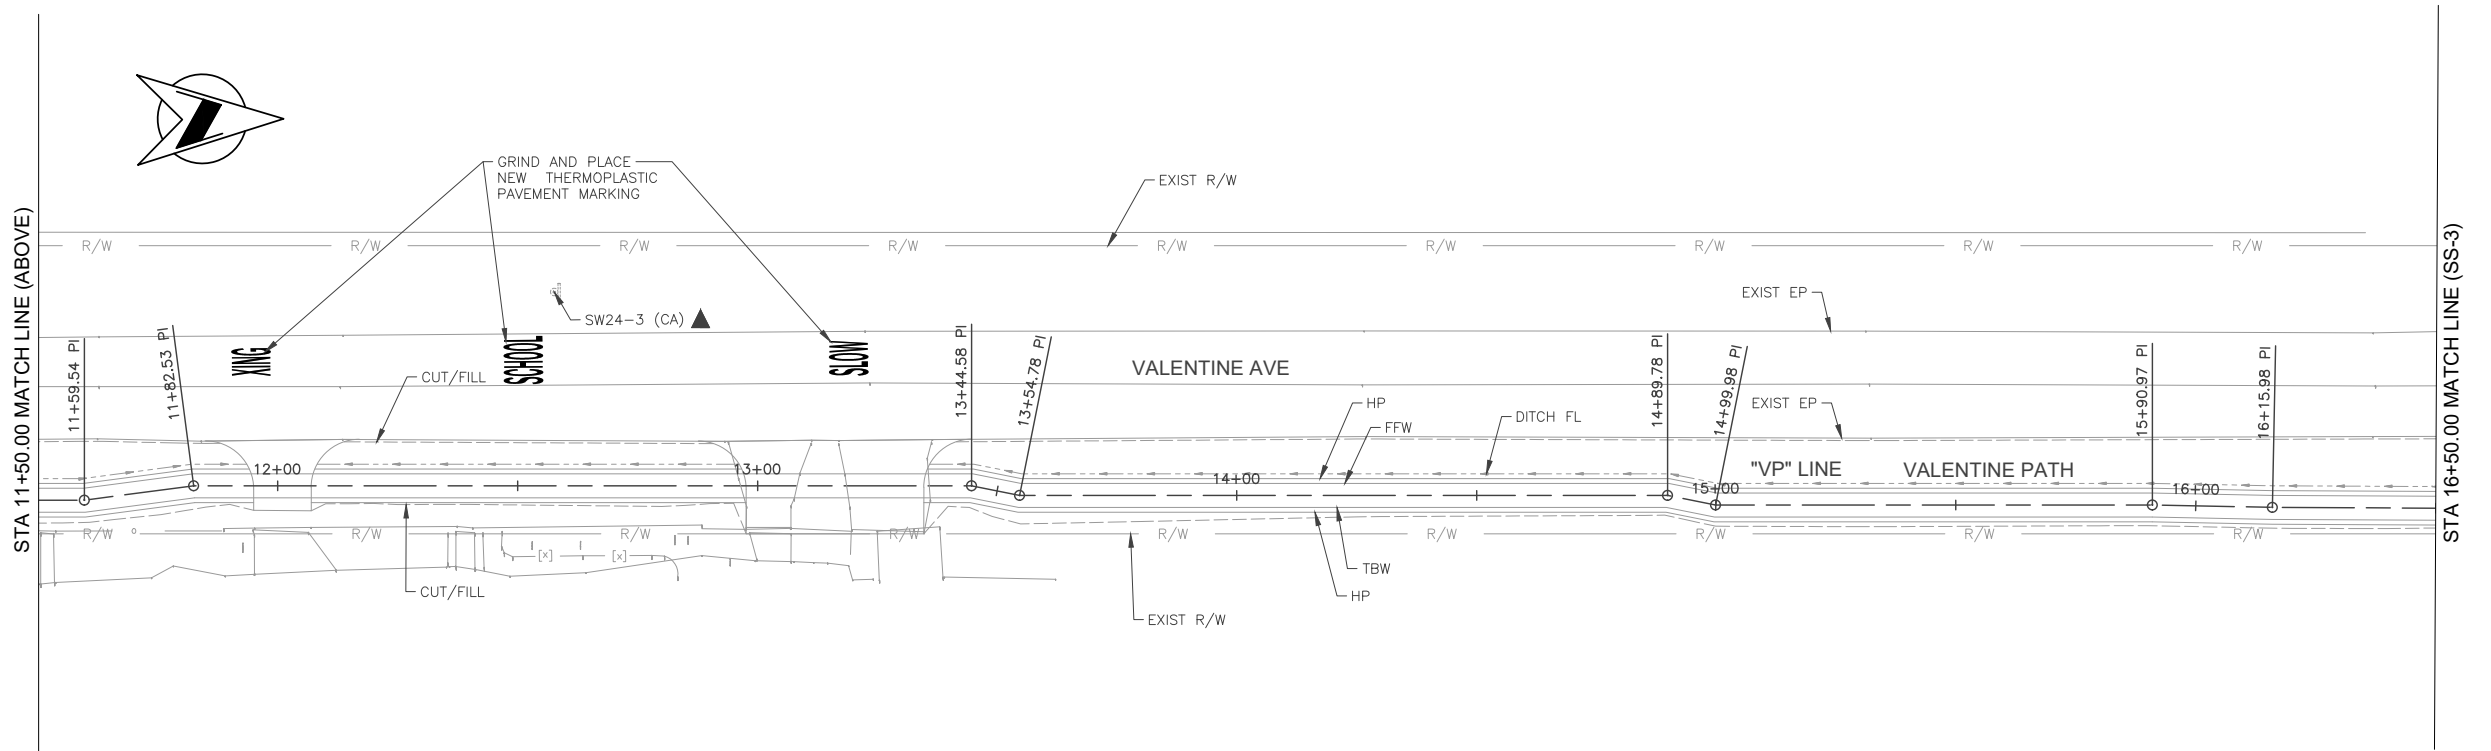 STA 11+50.00 MATCH LINE (ABOVE)
STA 16+50.00 MATCH LINE (SS-3)
GRIND AND PLACE
NEW THERMOPLASTIC
PAVEMENT MARKING
EXIST R/W
R/W R/W R/W R/W R/W R/W R/W R/W R/W
SW24-3 (CA)
EXIST EP
XING
SCHOOL
SLOW
VALENTINE AVE
11+59.54 PI
11+82.53 PI
13+44.58 PI
13+54.78 PI
14+89.78 PI
14+99.98 PI
15+90.97 PI
16+15.98 PI
CUT/FILL
HP
FFW
DITCH FL
EXIST EP
12+00
13+00
14+00
15+00
16+00
"VP" LINE
VALENTINE PATH
R/W R/W R/W R/W R/W R/W R/W R/W R/W
[x] [x]
TBW
HP
CUT/FILL
EXIST R/W